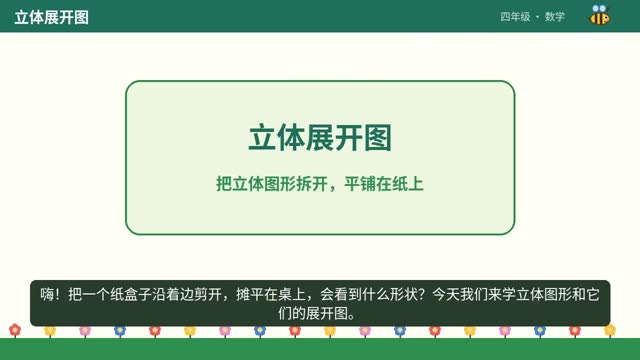 立体展开图
四年级 · 数学
立体展开图
把立体图形拆开，平铺在纸上
嗨！把一个纸盒子沿着边剪开，摊平在桌上，会看到什么形状？今天我们来学立体图形和它
们的展开图。